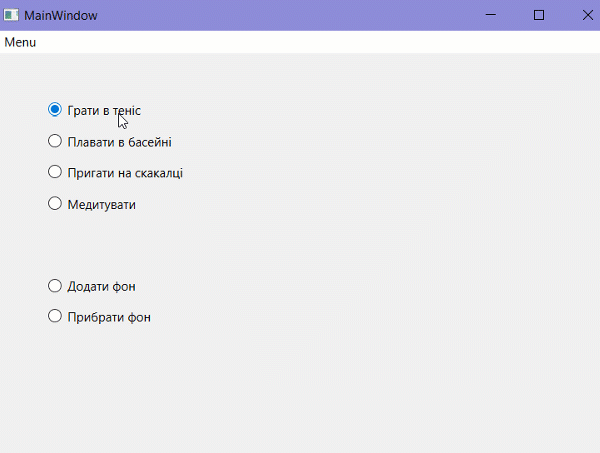 MainWindow
Menu
Грати в теніс
Плавати в басейні
Пригати на скакалці
Медитувати
Додати фон
Прибрати фон